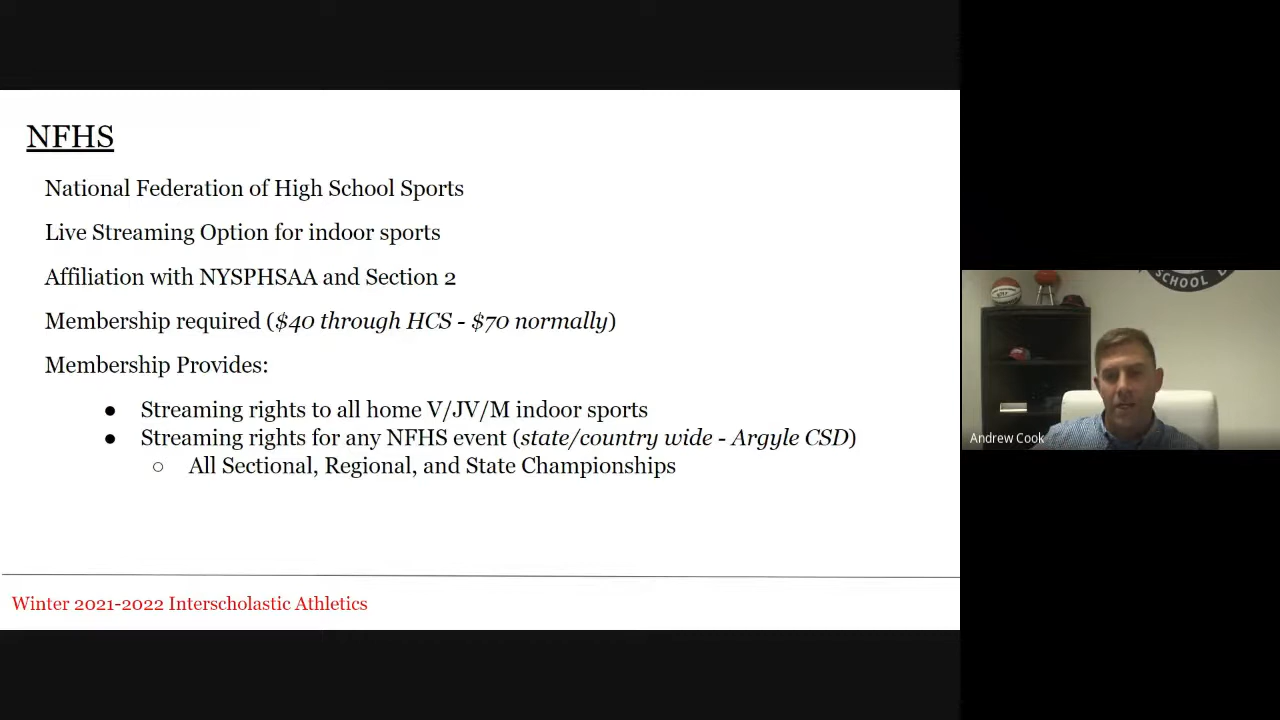 NFHS
National Federation of High School Sports
Live Streaming Option for indoor sports
Affiliation with NYSPHSAA and Section 2
Membership required ($40 through HCS - $70 normally)
Membership Provides:
● Streaming rights to all home V/JV/M indoor sports
● Streaming rights for any NFHS event (state/country wide - Argyle CSD)
○ All Sectional, Regional, and State Championships
Winter 2021-2022 Interscholastic Athletics
SCHOOL
Andrew Cook